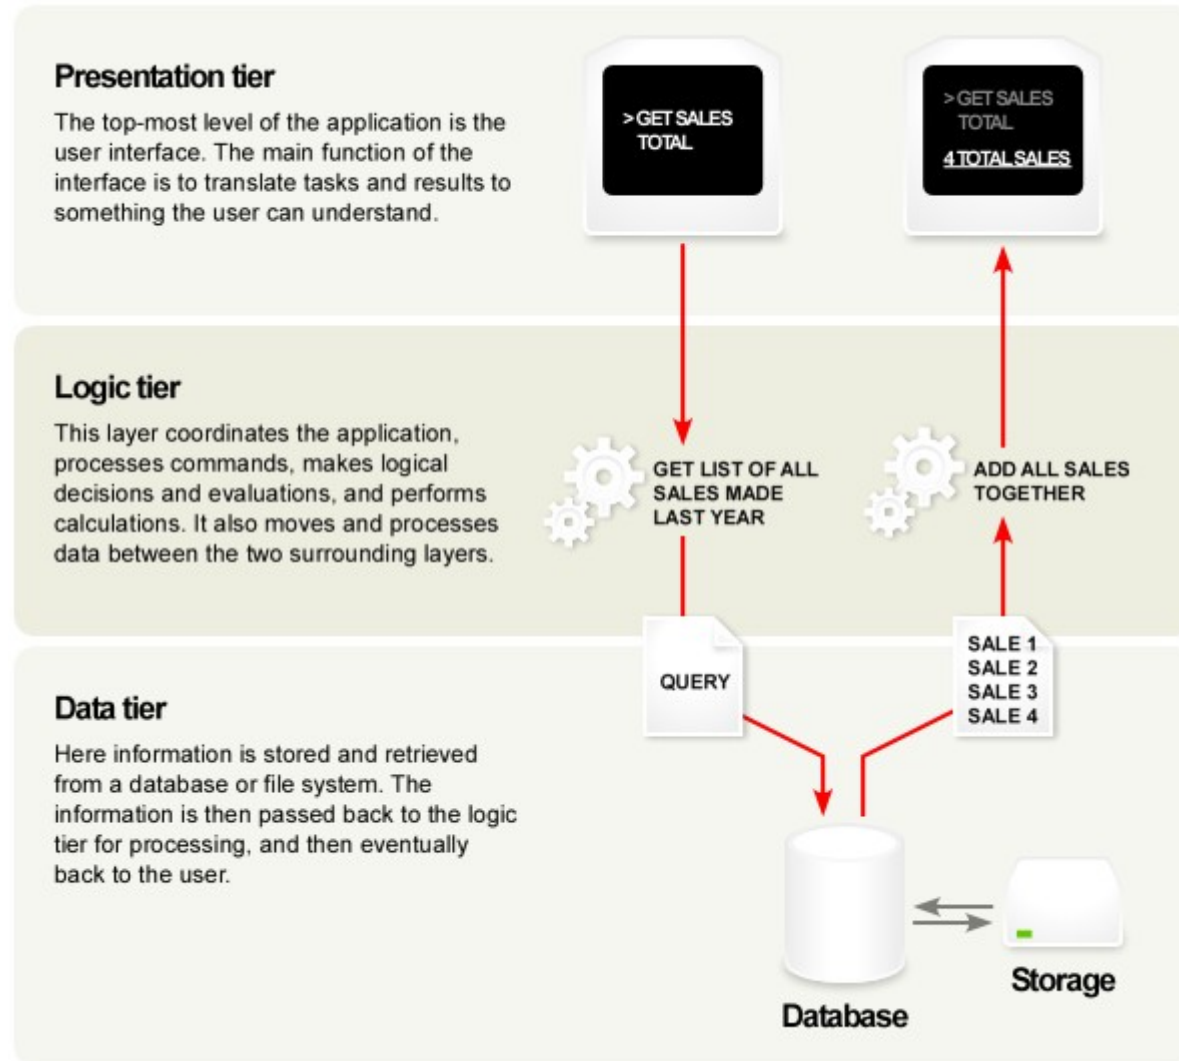 Presentation tier
The top-most level of the application is the
user interface. The main function of the
interface is to translate tasks and results to
something the user can understand.
>GET SALES
TOTAL
>GET SALES
TOTAL
4 TOTAL SALES
Logic tier
This layer coordinates the application,
processes commands, makes logical
decisions and evaluations, and performs
calculations. It also moves and processes
data between the two surrounding layers.
GET LIST OF ALL
SALES MADE
LAST YEAR
ADD ALL SALES
TOGETHER
QUERY
SALE 1
SALE 2
SALE 3
SALE 4
Data tier
Here information is stored and retrieved
from a database or file system. The
information is then passed back to the logic
tier for processing, and then eventually
back to the user.
Database
Storage